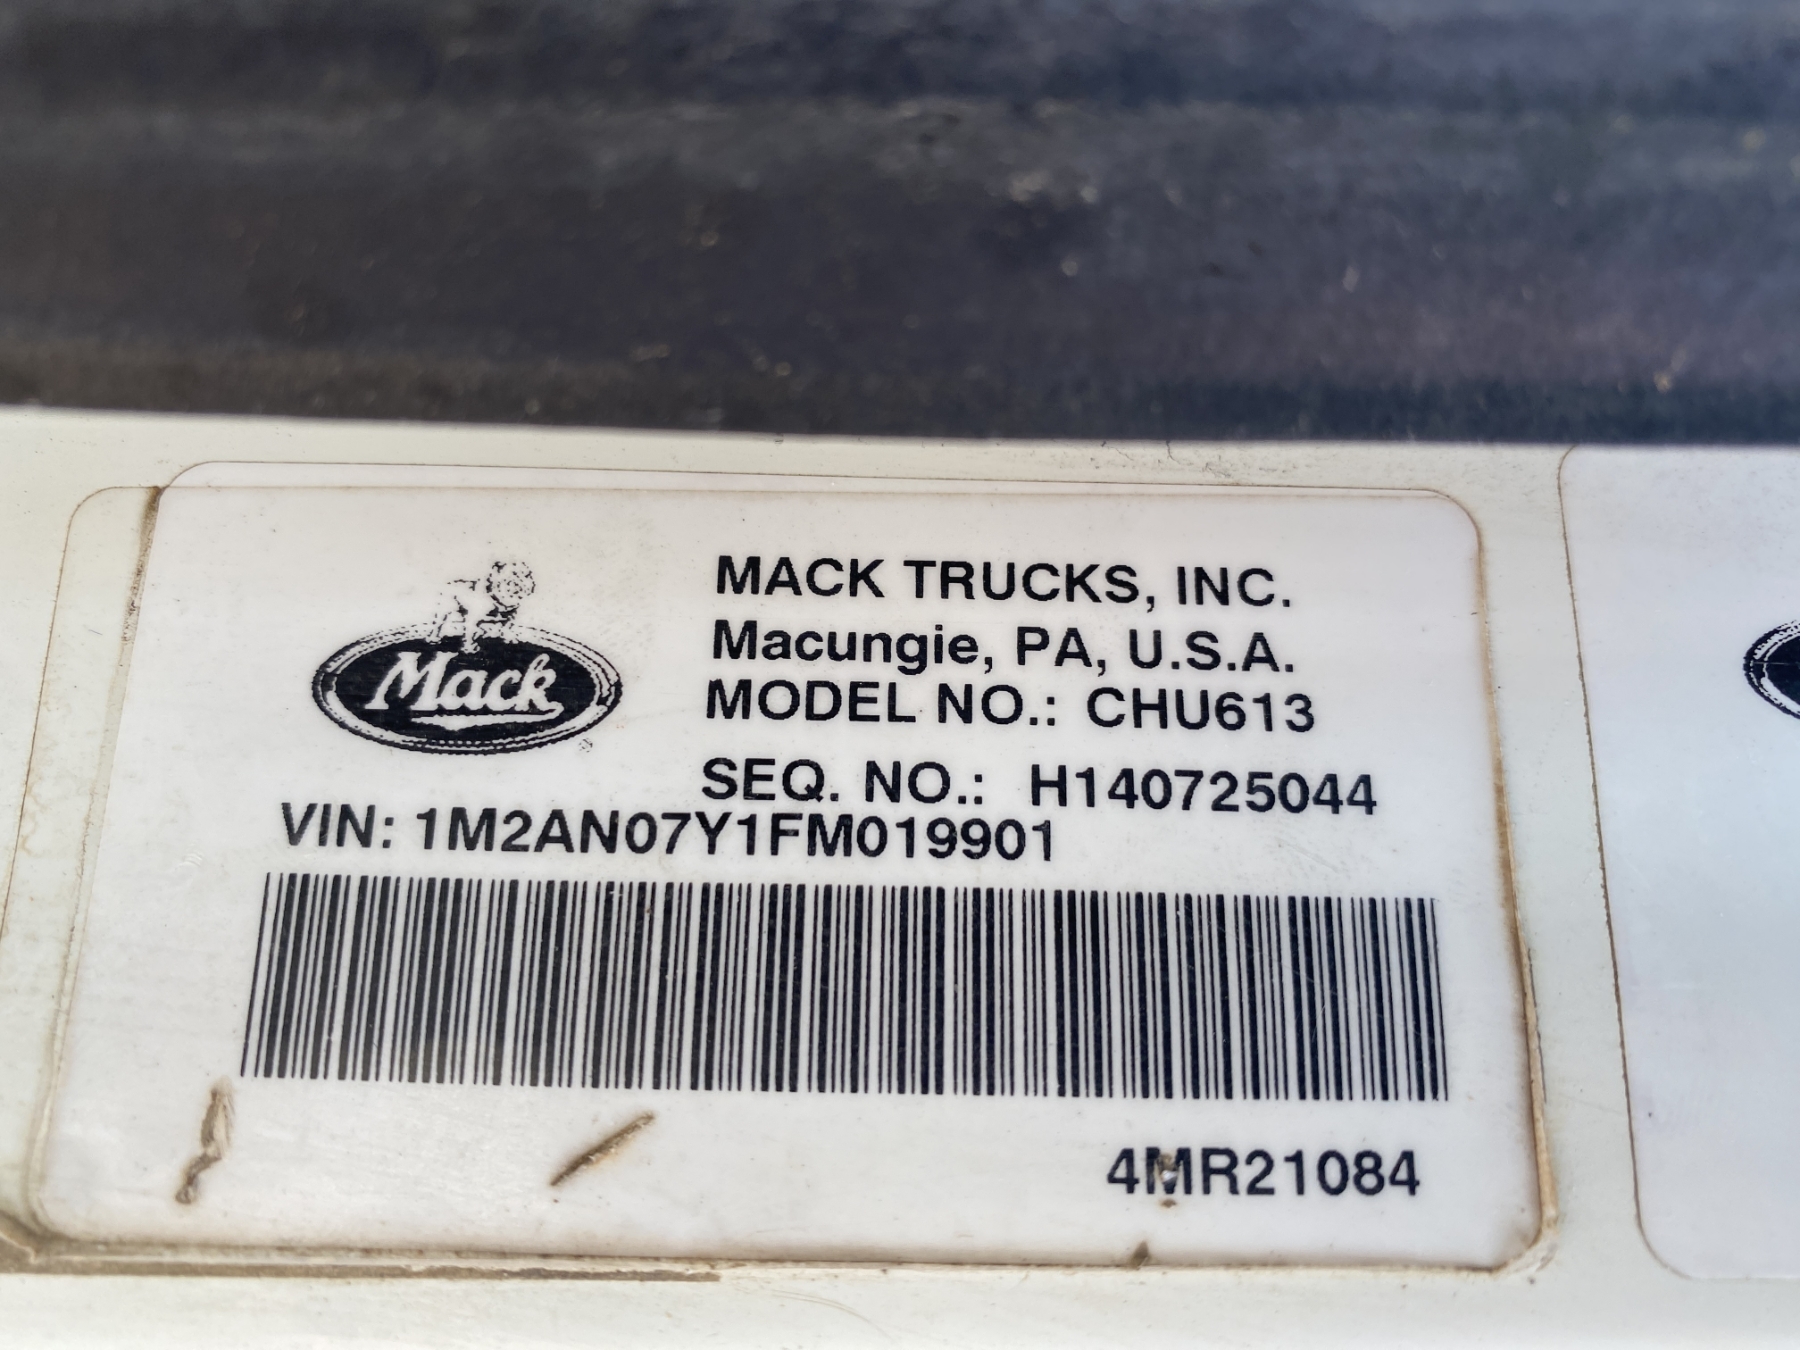 Mack
MACK TRUCKS, INC.
Macungie, PA, U.S.A.
MODEL NO.: CHU613
SEQ. NO.: H140725044
VIN: 1M2AN07Y1FM019901
4MR21084